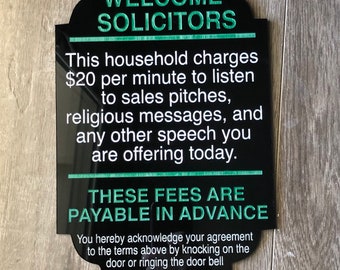 WELCOME
SOLICITORS
This household charges
$20 per minute to listen
to sales pitches,
religious messages, and
any other speech you
are offering today.
THESE FEES ARE
PAYABLE IN ADVANCE
You hereby acknowledge your agreement
to the terms above by knocking on the
door or ringing the door bell